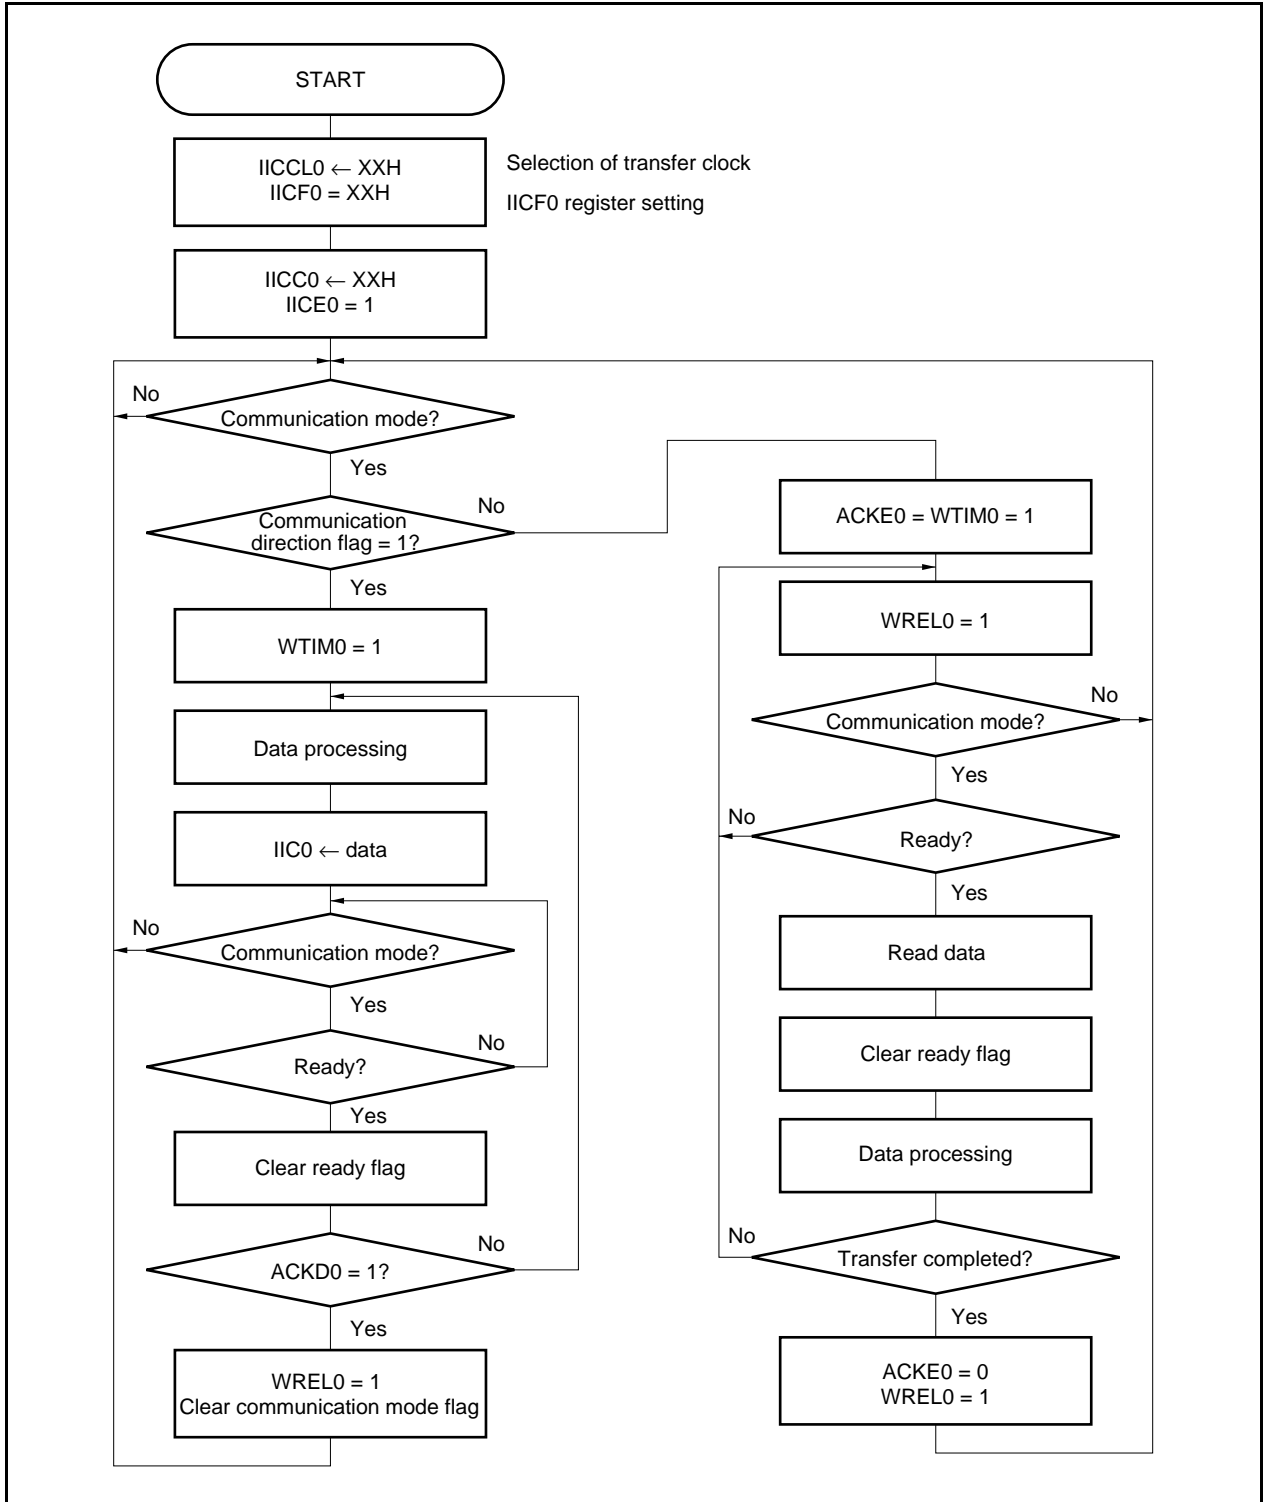 START
IICCL0 ← XXH
IICF0 = XXH
Selection of transfer clock
IICF0 register setting
IICC0 ← XXH
IICE0 = 1
No
Communication mode?
Yes
No
Communication
direction flag = 1?
Yes
WTIM0 = 1
Data processing
IIC0 ← data
No
Communication mode?
Yes
No
Ready?
Yes
Clear ready flag
No
ACKD0 = 1?
Yes
WREL0 = 1
Clear communication mode flag
ACKE0 = WTIM0 = 1
WREL0 = 1
No
Communication mode?
Yes
No
Ready?
Yes
Read data
Clear ready flag
Data processing
No
Transfer completed?
Yes
ACKE0 = 0
WREL0 = 1